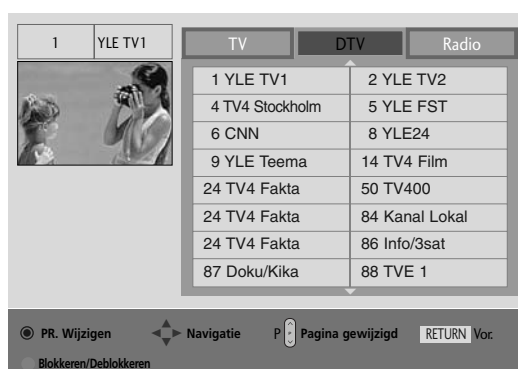 1 YLE TV1
TV DTV Radio
1 YLE TV1 2 YLE TV2
4 TV4 Stockholm 5 YLE FST
6 CNN 8 YLE24
9 YLE Teema 14 TV4 Film
24 TV4 Fakta 50 TV400
24 TV4 Fakta 84 Kanal Lokal
24 TV4 Fakta 86 Info/3sat
87 Doku/Kika 88 TVE 1
PR. Wijzigen Navigatie P Pagina gewijzigd RETURN Vor.
Blokkeren/Deblokkeren